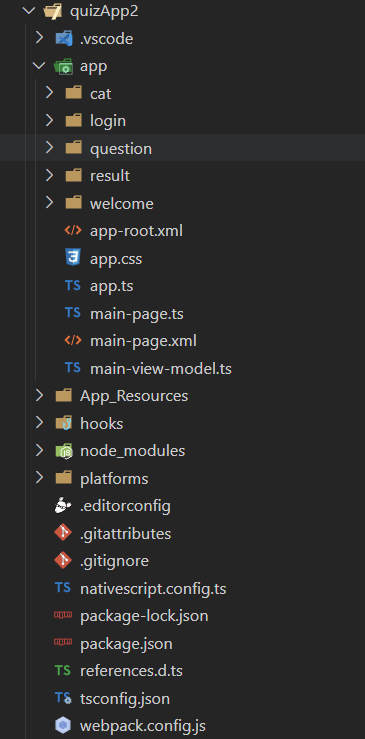 quizApp2
.vscode
app
cat
login
question
result
welcome
app-root.xml
app.css
TS app.ts
TS main-page.ts
main-page.xml
TS main-view-model.ts
App_Resources
hooks
node_modules
platforms
.editorconfig
.gitattributes
.gitignore
TS nativescript.config.ts
package-lock.json
package.json
TS references.d.ts
TS tsconfig.json
webpack.config.js